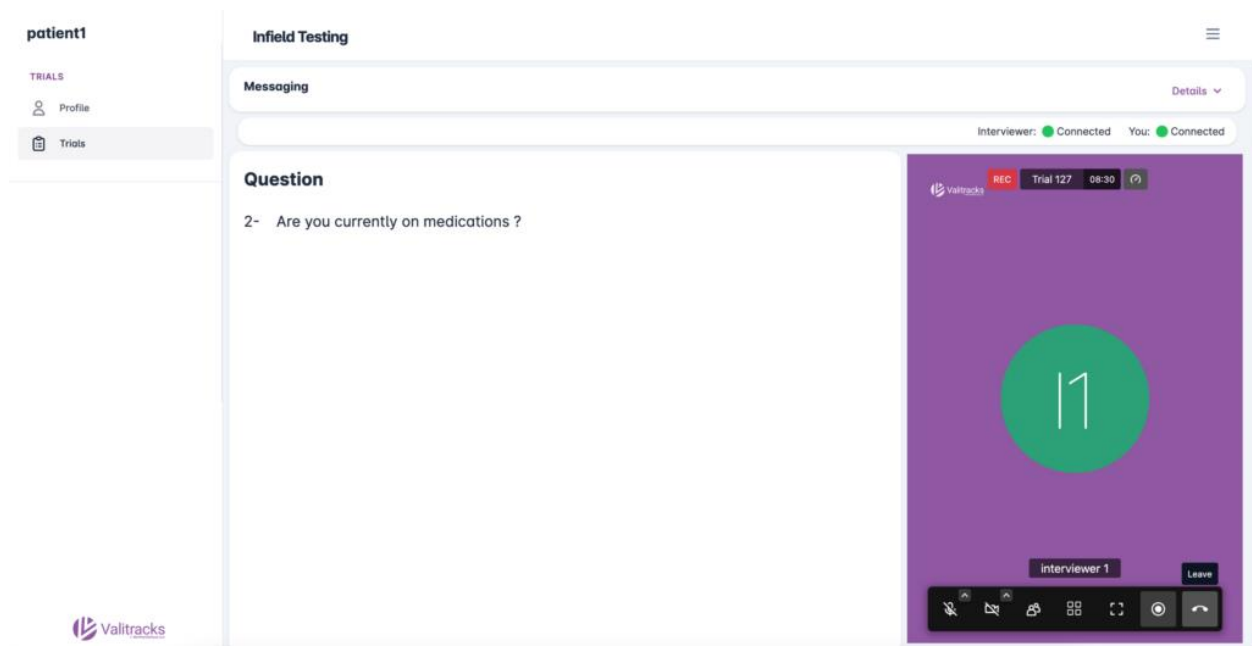 patient1
Infield Testing
TRIALS
Profile
Trials
Messaging
Details
Interviewer: Connected You: Connected
Question
2- Are you currently on medications ?
Valitracks
REC Trial 127 08:30
I1
interviewer 1
Leave
Valitracks